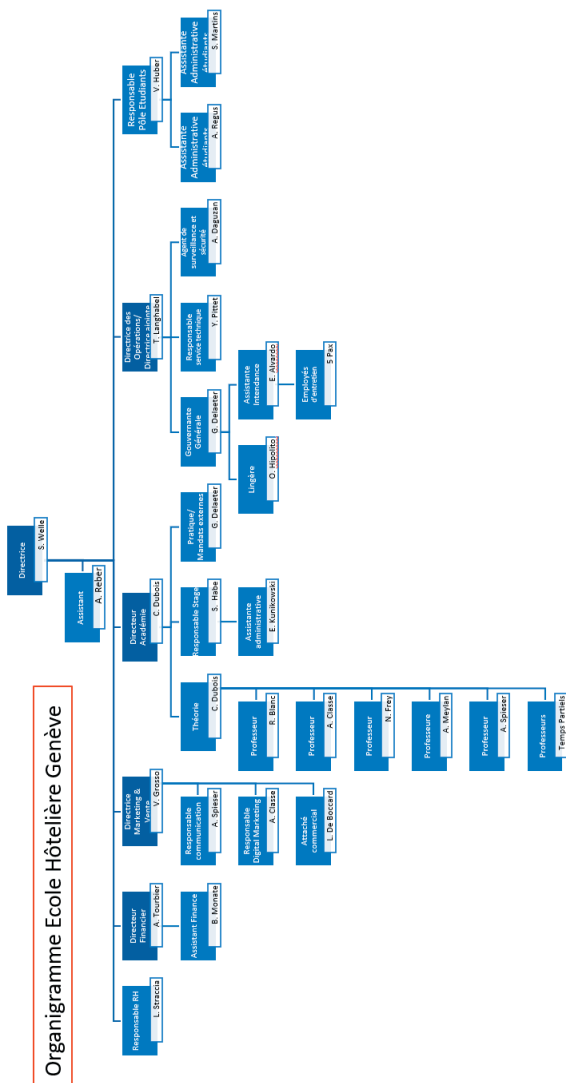 Organigramme Ecole Hôtelière Genève
Directrice
S. Welle
Assistant
A. Reber
Responsable RH
L. Straccia
Directeur
Financier
A. Tourbier
Assistant Finance
B. Monate
Directrice
Marketing &
Vente
V. Grosso
Responsable
communication
A. Spieser
Responsable
Digital Marketing
A. Classe
Attaché
commercial
L. De Boccard
Directeur
Académie
C. Dubois
Théorie
C. Dubois
Professeur
R. Blanc
Professeur
A. Classe
Professeur
N. Frey
Professeure
A. Meylan
Professeur
A. Spieser
Professeurs
Temps Partiels
Responsable Stage
S. Habe
Assistante
administrative
E. Kunikowski
Pratique/
Mandats externes
G. Delaeter
Directrice des
Opérations/
Directrice ajointe
T. Langhabel
Gouvernante
Générale
G. Delaeter
Lingère
O. Hipolito
Assistante
Intendance
E. Alvardo
Employés
d'entretien
5 Pax
Responsable
service technique
Y. Pittet
Agent de
surveillance et
sécurité
A. Daguzan
Responsable
Pôle Etudiants
V. Huber
Assistante
Administrative
étudiants
A. Regus
Assistante
Administrative
étudiants
S. Martins